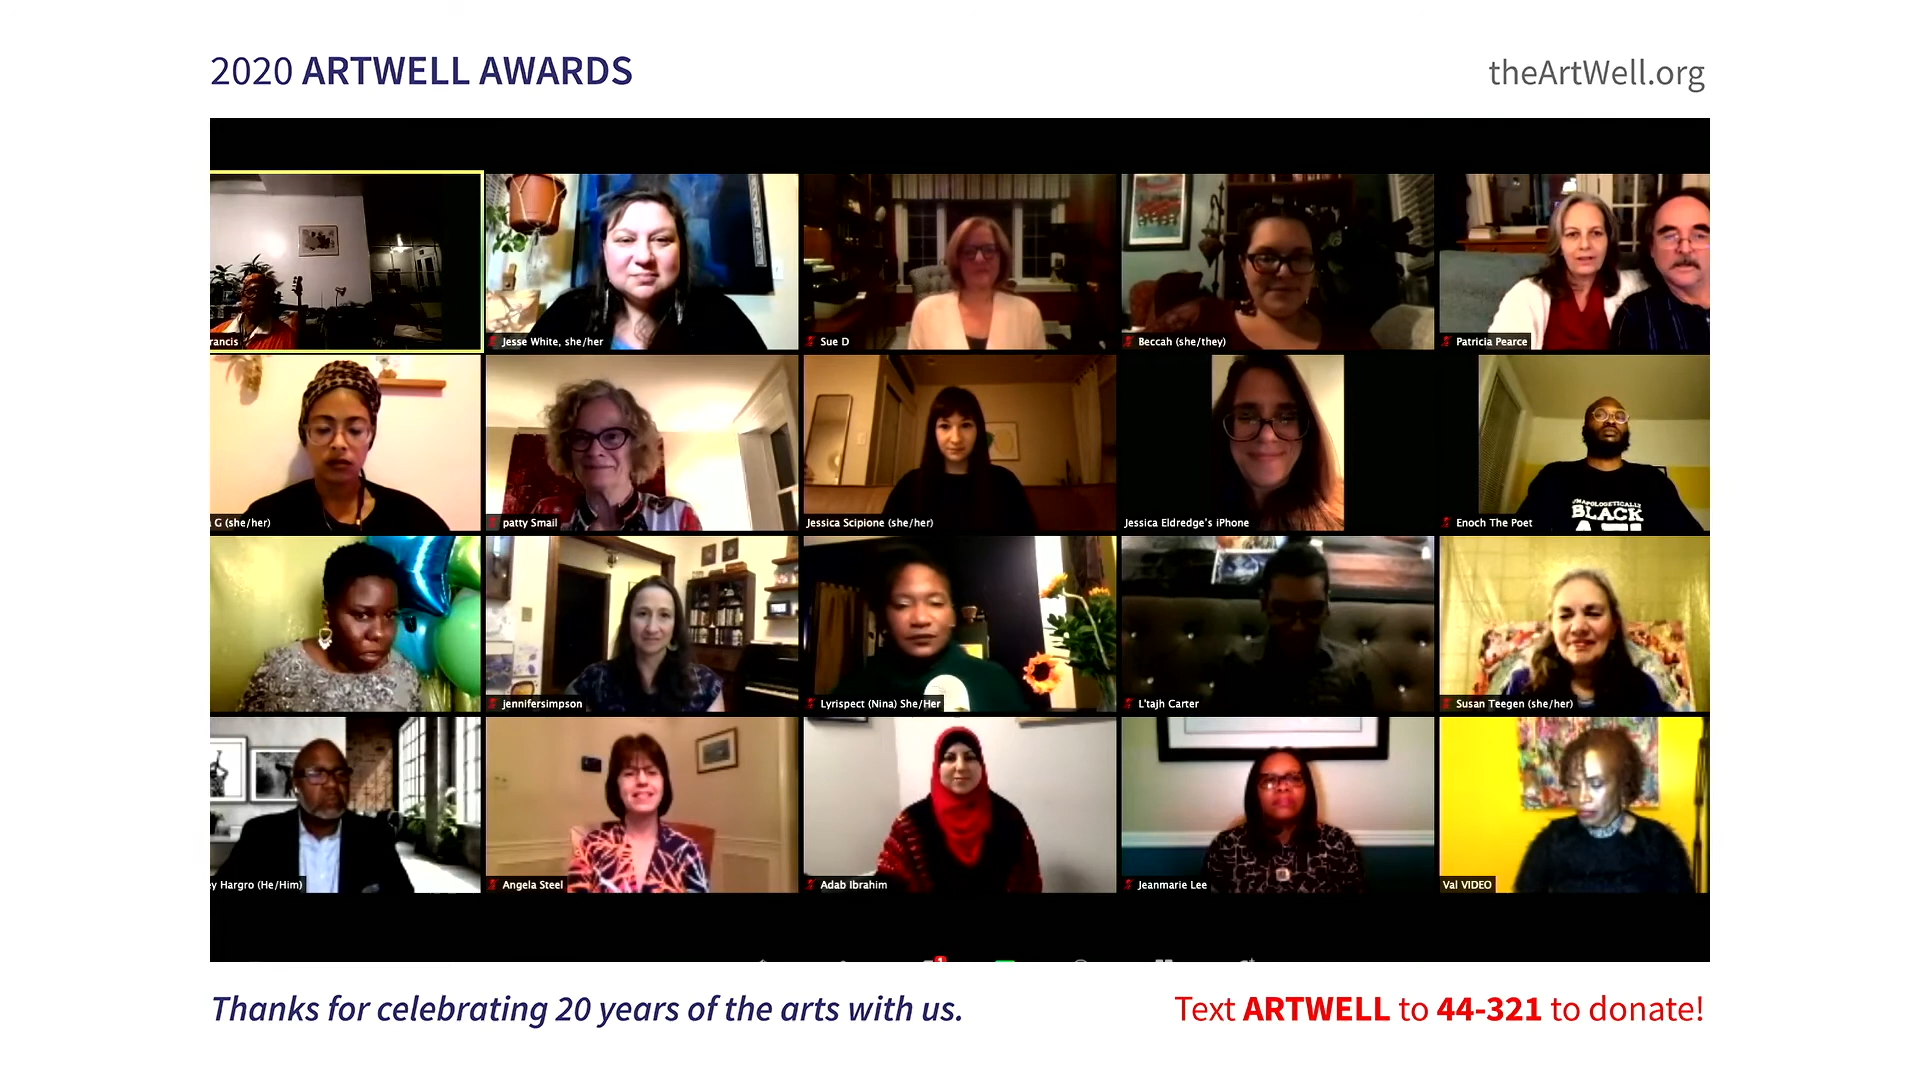 2020 ARTWELL AWARDS
theArtWell.org
rancis
Jesse White, she/her
Sue D
Beccah (she/they)
Patricia Pearce
G (she/her)
patty Smail
Jessica Scipione (she/her)
Jessica Eldredge's iPhone
Enoch The Poet
UNAPOLOGETICALLY
BLACK
jennifersimpson
Lyrispect (Nina) She/Her
L'tajh Carter
Susan Teegen (she/her)
y Hargro (He/Him)
Angela Steel
Adab Ibrahim
Jeanmarie Lee
Val VIDEO
1
Thanks for celebrating 20 years of the arts with us.
Text ARTWELL to 44-321 to donate!